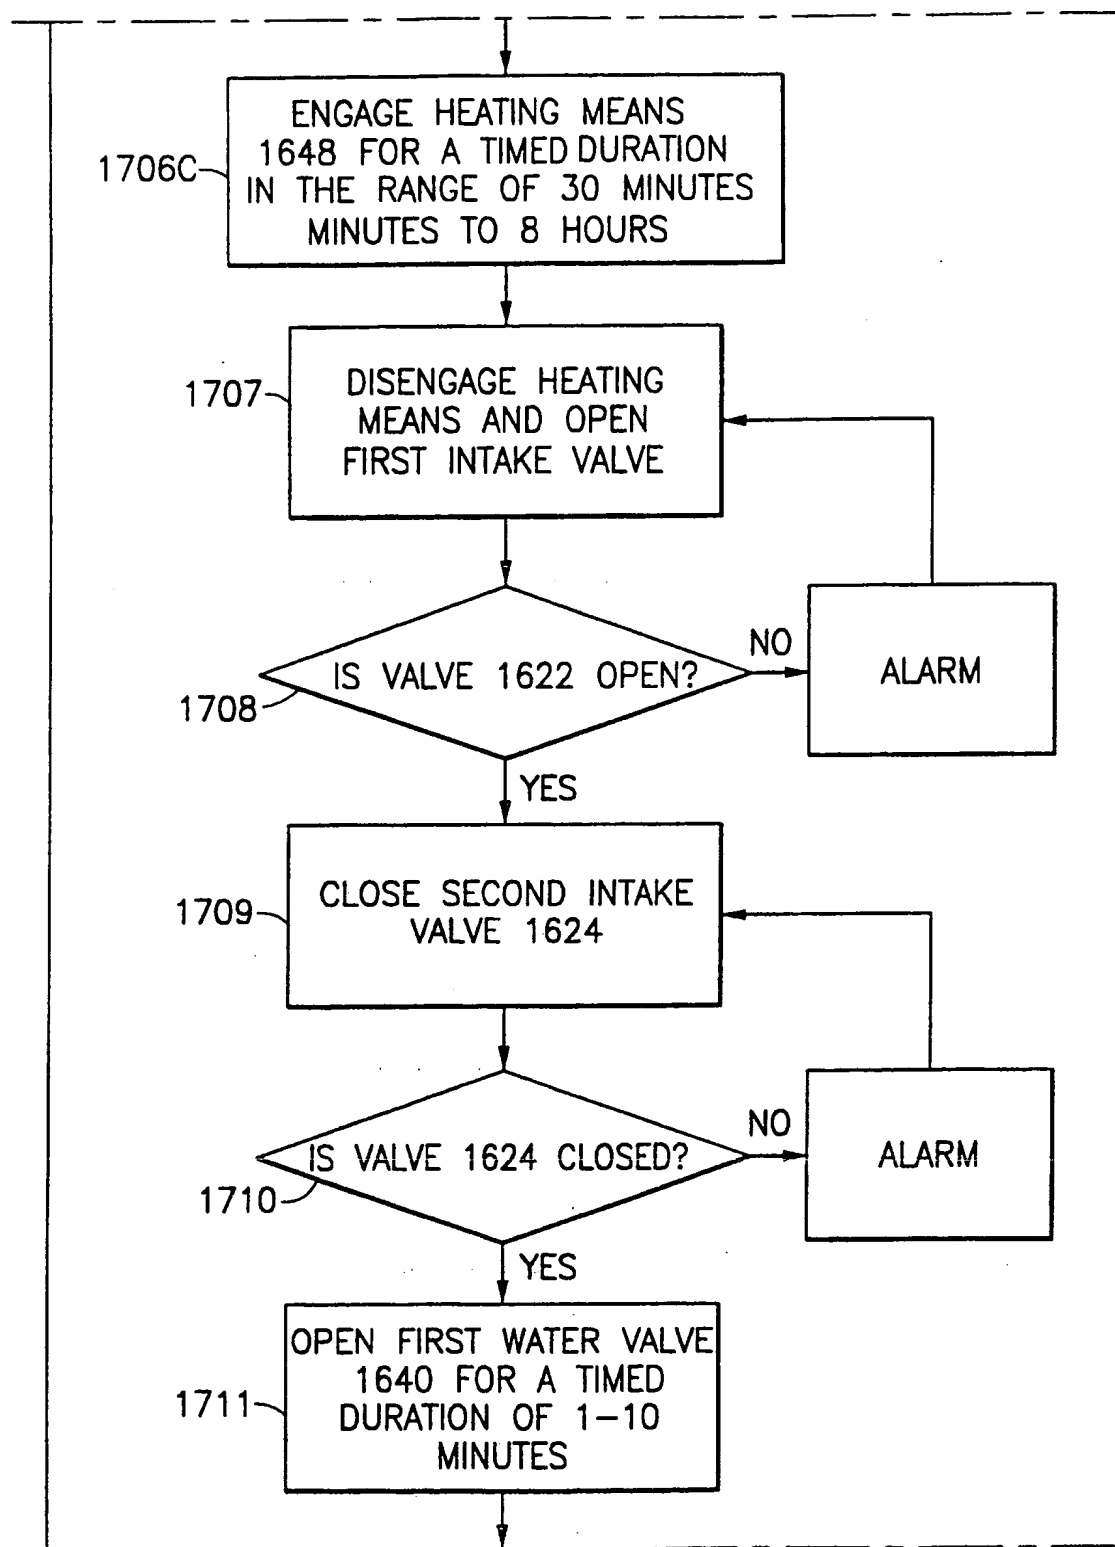 ENGAGE HEATING MEANS
1648 FOR A TIMED DURATION
IN THE RANGE OF 30 MINUTES
MINUTES TO 8 HOURS
1706C
DISENGAGE HEATING
MEANS AND OPEN
FIRST INTAKE VALVE
1707
IS VALVE 1622 OPEN?
1708
NO
ALARM
YES
CLOSE SECOND INTAKE
VALVE 1624
1709
IS VALVE 1624 CLOSED?
1710
NO
ALARM
YES
OPEN FIRST WATER VALVE
1640 FOR A TIMED
DURATION OF 1-10
MINUTES
1711